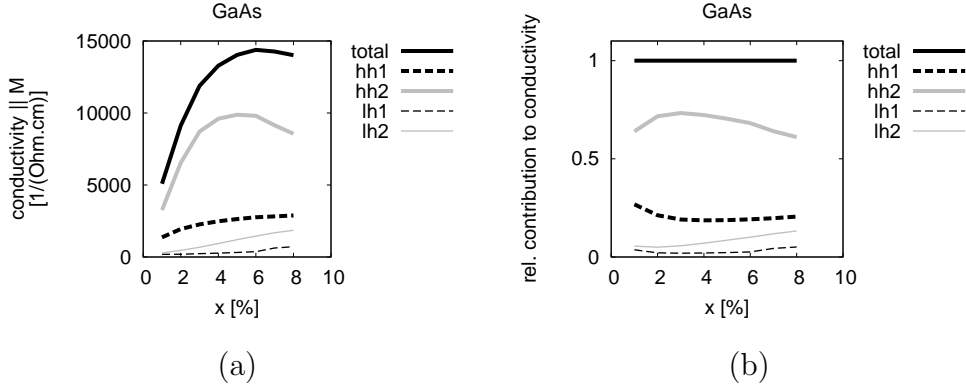 GaAs
conductivity || M
[1/(Ohm.cm)]
15000
10000
5000
0
0 2 4 6 8 10
x [%]
total
hh1
hh2
lh1
lh2
(a)
GaAs
rel. contribution to conductivity
1
0.5
0
0 2 4 6 8 10
x [%]
total
hh1
hh2
lh1
lh2
(b)